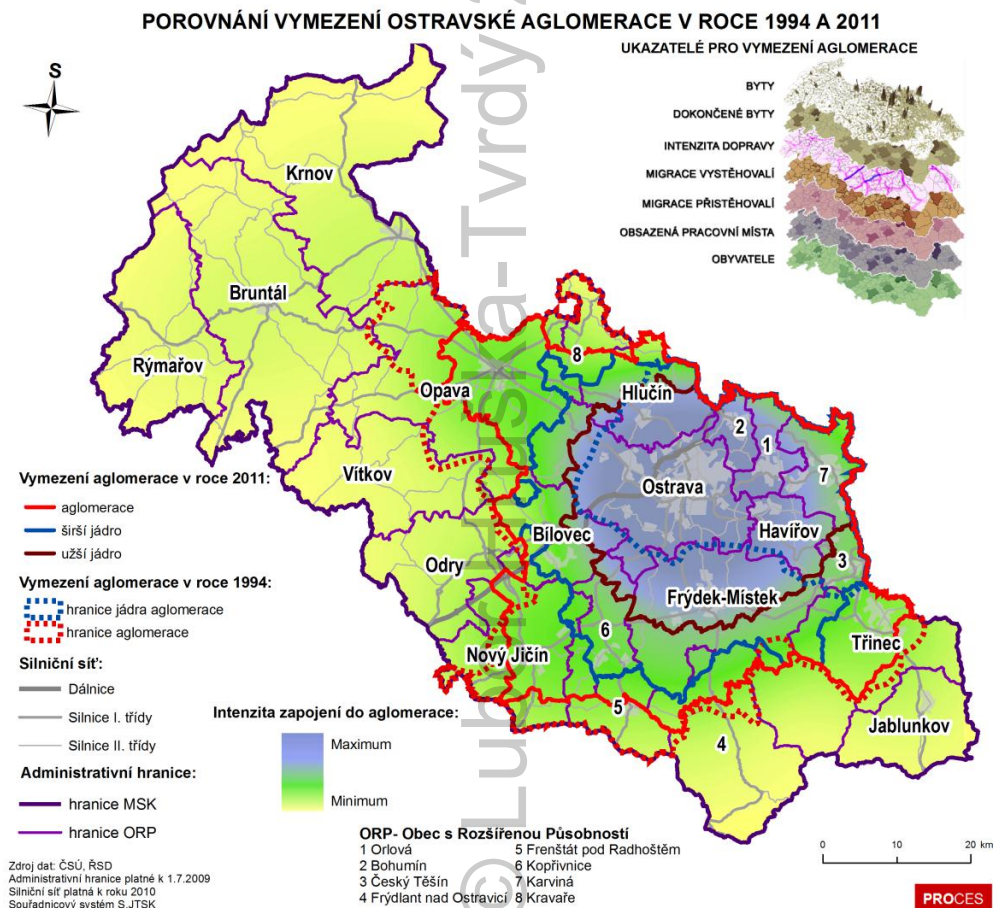 POROVNÁNÍ VYMEZENÍ OSTRAVSKÉ AGLOMERACE V ROCE 1994 A 2011
UKAZATELÉ PRO VYMEZENÍ AGLOMERACE
BYTY
DOKONČENÉ BYTY
INTENZITA DOPRAVY
MIGRACE VYSTĚHOVALÍ
MIGRACE PŘISTĚHOVALÍ
OBSAZENÁ PRACOVNÍ MÍSTA
OBYVATELE
S
Krnov
Bruntál
Rýmařov
Opava
8
Hlučín
2
1
7
Vítkov
Ostrava
Bílovec
Havířov
3
Odry
Frýdek-Místek
6
Třinec
Nový Jičín
5
4
Jablunkov
Vymezení aglomerace v roce 2011:
aglomerace
širší jádro
užší jádro
Vymezení aglomerace v roce 1994:
hranice jádra aglomerace
hranice aglomerace
Silniční síť:
Dálnice
Silnice I. třídy
Silnice II. třídy
Administrativní hranice:
hranice MSK
hranice ORP
Intenzita zapojení do aglomerace:
Maximum
Minimum
ORP- Obec s Rozšířenou Působností
1 Orlová
2 Bohumín
3 Český Těšín
4 Frýdlant nad Ostravicí
5 Frenštát pod Radhoštěm
6 Kopřivnice
7 Karviná
8 Kravaře
0 10 20 km
Zdroj dat: ČSÚ, ŘSD
Administrativní hranice platné k 1.7.2009
Silniční síť platná k roku 2010
Souřadnicový systém S.JTSK
PROCES
© Lubor Hruška-Tvrdý